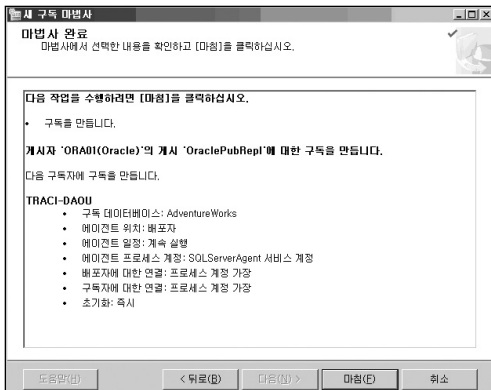 새 구독 마법사
마법사 완료
마법사에서 선택한 내용을 확인하고 [마침]을 클릭하십시오.
다음 작업을 수행하려면 [마침]을 클릭하십시오.
• 구독을 만듭니다.
게시자 'ORA01(Oracle)'의 게시 'OraclePubRepl'에 대한 구독을 만듭니다.
다음 구독자에 구독을 만듭니다.
TRACI-DAOU
• 구독 데이터베이스: AdventureWorks
• 에이전트 위치: 배포자
• 에이전트 일정: 계속 실행
• 에이전트 프로세스 계정: SQLServerAgent 서비스 계정
• 배포자에 대한 연결: 프로세스 계정 가장
• 구독자에 대한 연결: 프로세스 계정 가장
• 초기화: 즉시
도움말(H) < 뒤로(B) 다음(N) > 마침(F) 취소